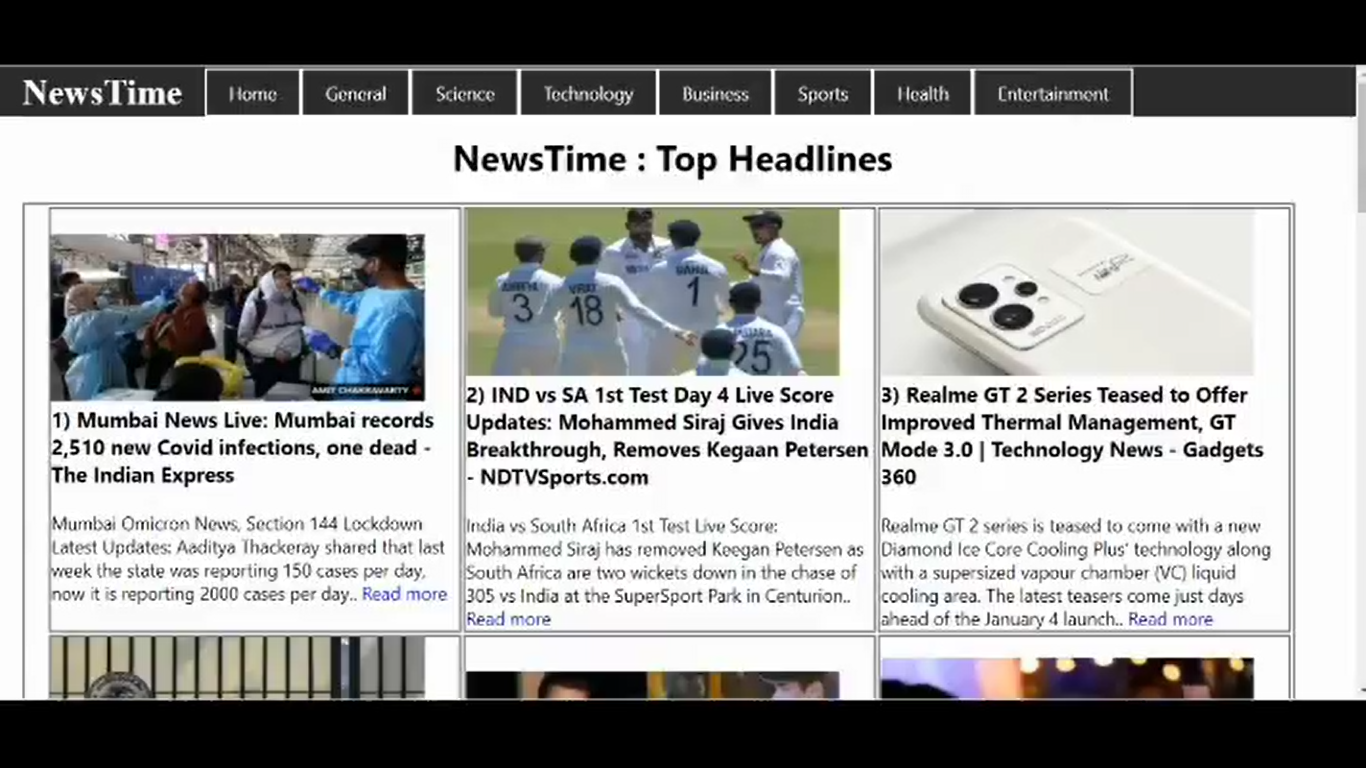 NewsTime Home General Science Technology Business Sports Health Entertainment
NewsTime : Top Headlines
AMIT CHAKRAVARTY
3
VIRAT
18
RAHUL
1
25
1) Mumbai News Live: Mumbai records
2,510 new Covid infections, one dead -
The Indian Express
Mumbai Omicron News, Section 144 Lockdown
Latest Updates: Aaditya Thackeray shared that last
week the state was reporting 150 cases per day,
now it is reporting 2000 cases per day.. Read more
2) IND vs SA 1st Test Day 4 Live Score
Updates: Mohammed Siraj Gives India
Breakthrough, Removes Kegaan Petersen
- NDTVSports.com
India vs South Africa 1st Test Live Score:
Mohammed Siraj has removed Keegan Petersen as
South Africa are two wickets down in the chase of
305 vs India at the SuperSport Park in Centurion..
Read more
3) Realme GT 2 Series Teased to Offer
Improved Thermal Management, GT
Mode 3.0 | Technology News - Gadgets
360
Realme GT 2 series is teased to come with a new
Diamond Ice Core Cooling Plus' technology along
with a supersized vapour chamber (VC) liquid
cooling area. The latest teasers come just days
ahead of the January 4 launch.. Read more